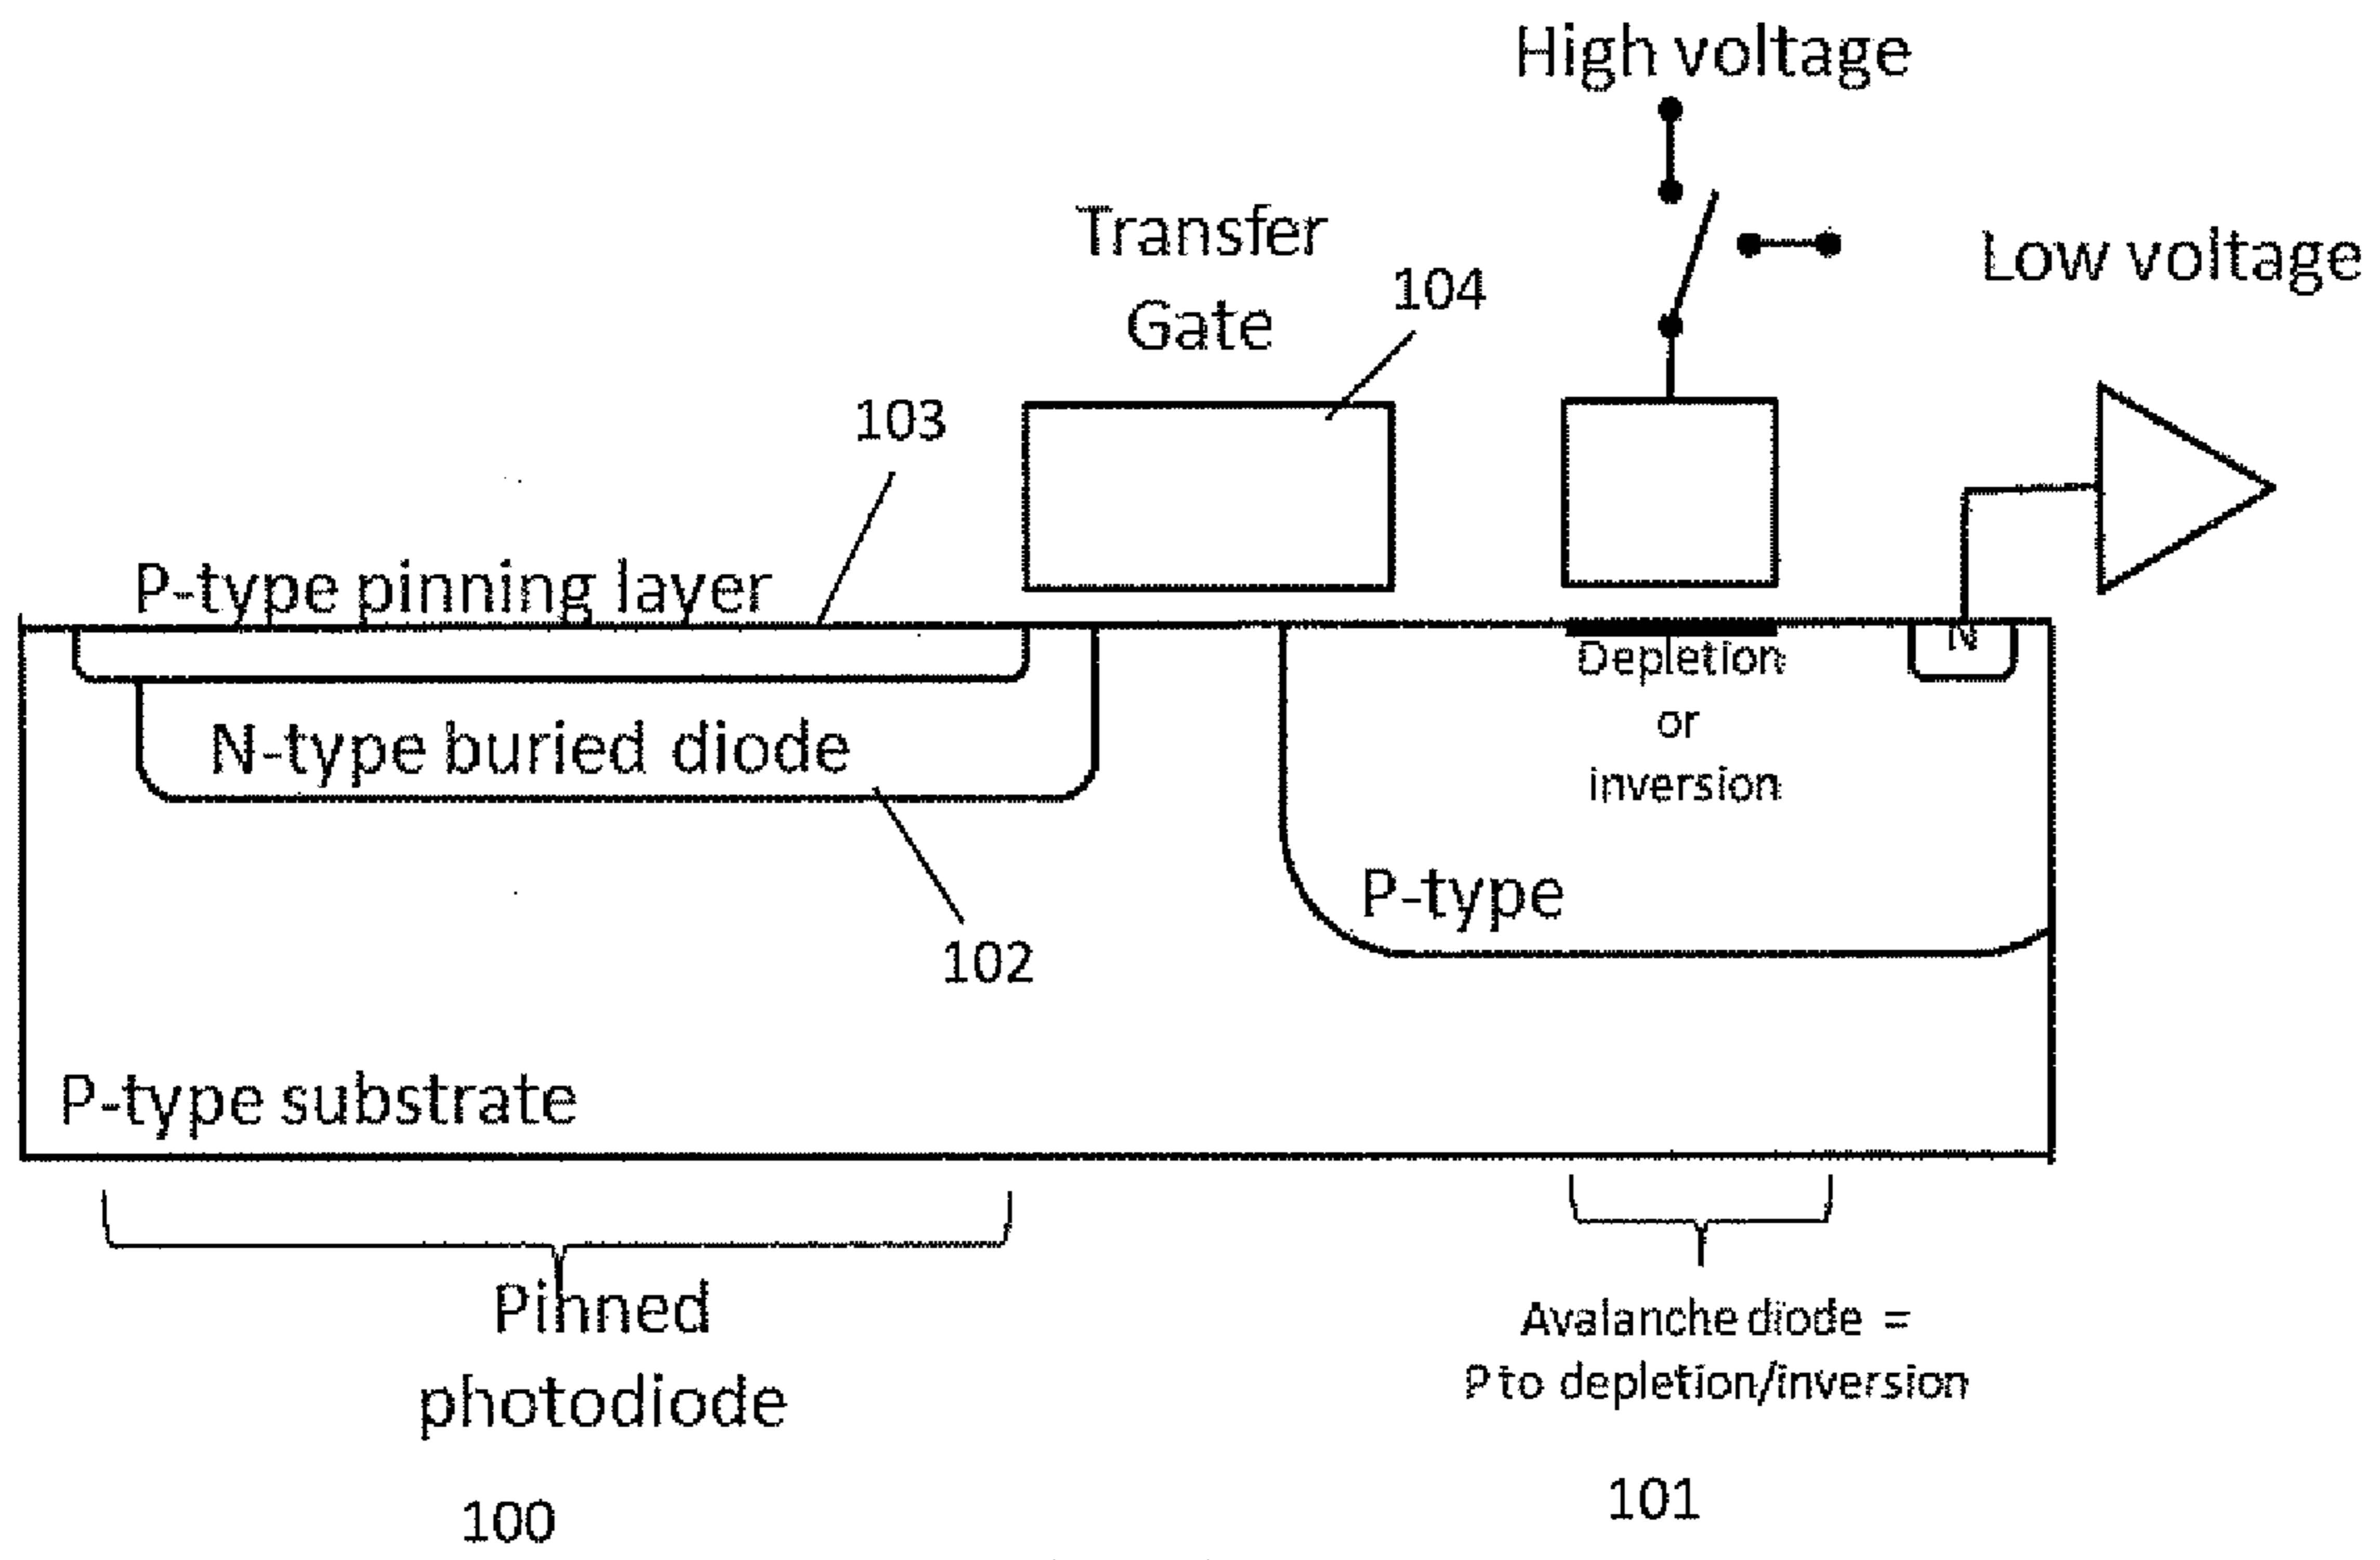 High voltage
Transfer
Gate
104
Low voltage
103
P-type pinning layer
N
Depletion
or
inversion
N-type buried diode
P-type
102
P-type substrate
Pinned
photodiode
Avalanche diode =
P to depletion/inversion
100
101